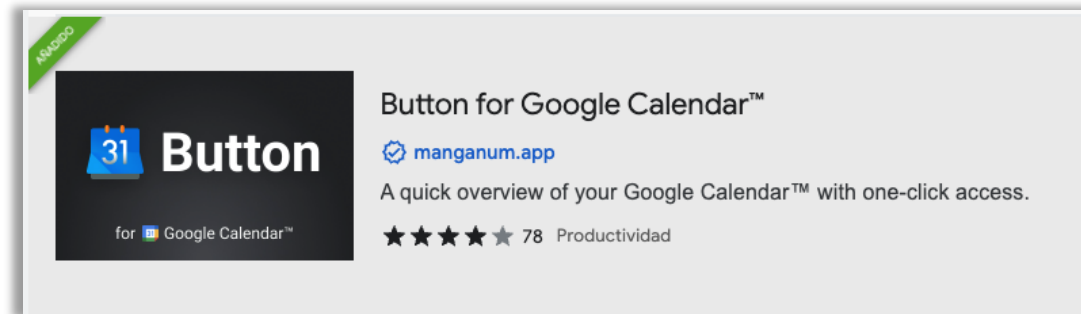 AÑADIDO
31 Button
for 31 Google Calendar™
Button for Google Calendar™
manganum.app
A quick overview of your Google Calendar™ with one-click access.
78 Productividad